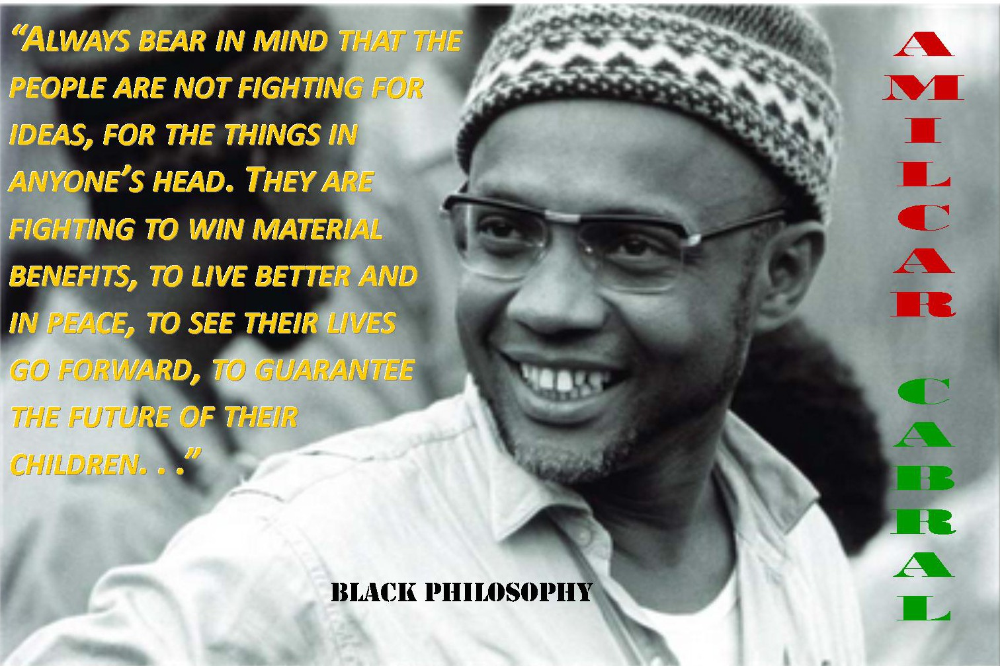 “ALWAYS BEAR IN MIND THAT THE
PEOPLE ARE NOT FIGHTING FOR
IDEAS, FOR THE THINGS IN
ANYONE’S HEAD. THEY ARE
FIGHTING TO WIN MATERIAL
BENEFITS, TO LIVE BETTER AND
IN PEACE, TO SEE THEIR LIVES
GO FORWARD, TO GUARANTEE
THE FUTURE OF THEIR
CHILDREN. . .”
AMILCAR CABRAL
BLACK PHILOSOPHY